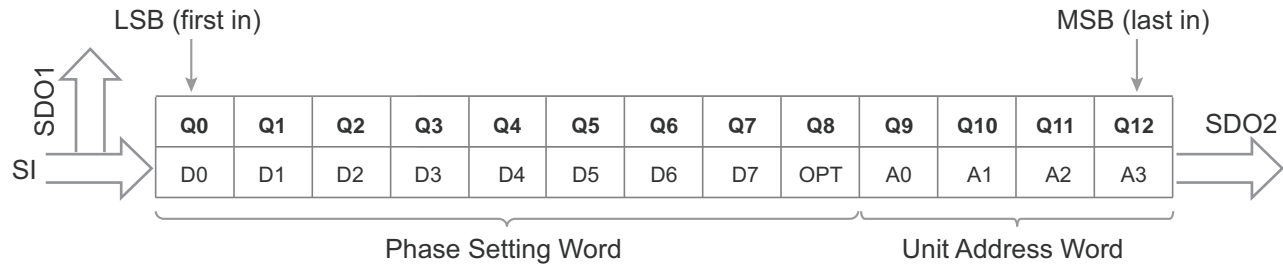 LSB (first in) MSB (last in)
SDO1
Q0 Q1 Q2 Q3 Q4 Q5 Q6 Q7 Q8 Q9 Q10 Q11 Q12
SDO2
SI
D0 D1 D2 D3 D4 D5 D6 D7 OPT A0 A1 A2 A3
Phase Setting Word Unit Address Word